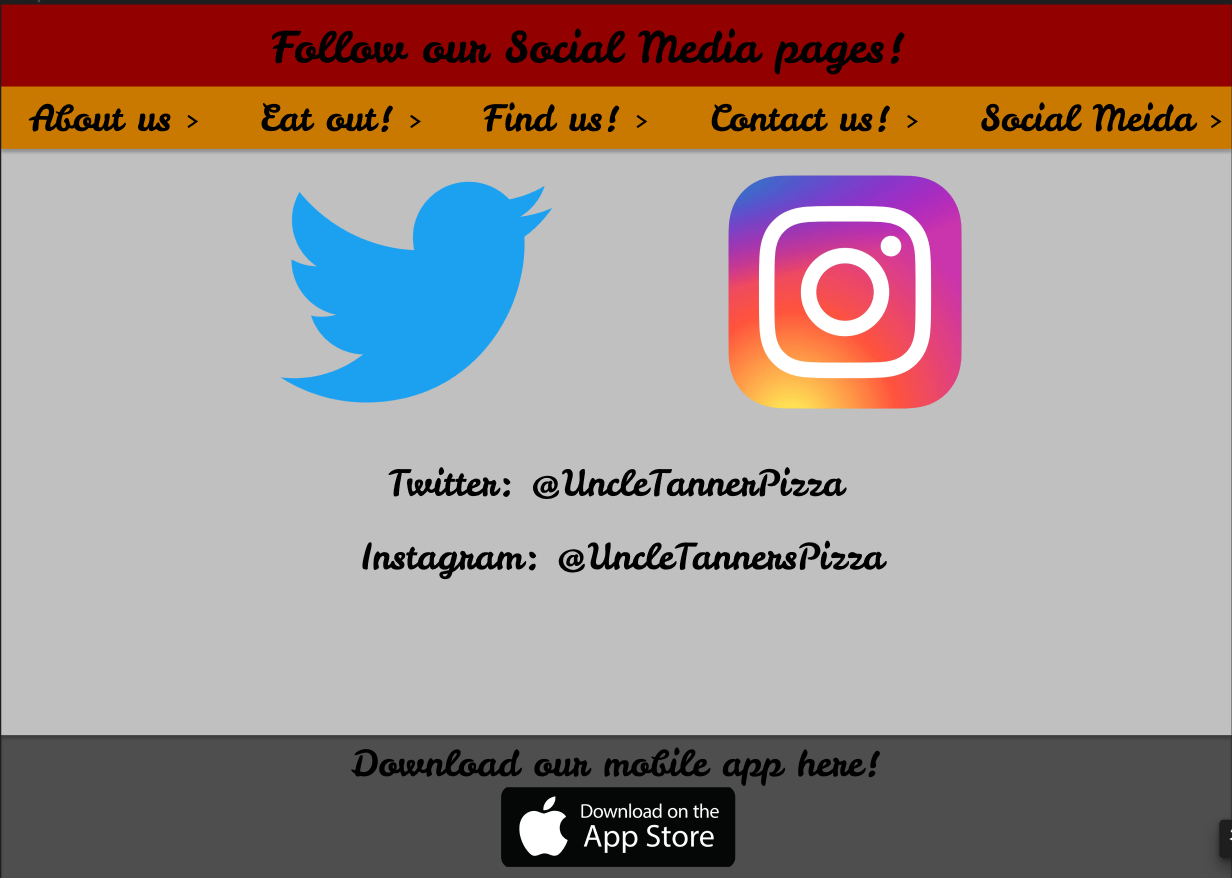 Follow our Social Media pages!
About us > Eat out! > Find us! > Contact us! > Social Meida >
Twitter: @UncleTannerPizza
Instagram: @UncleTannersPizza
Download our mobile app here!
Download on the
App Store